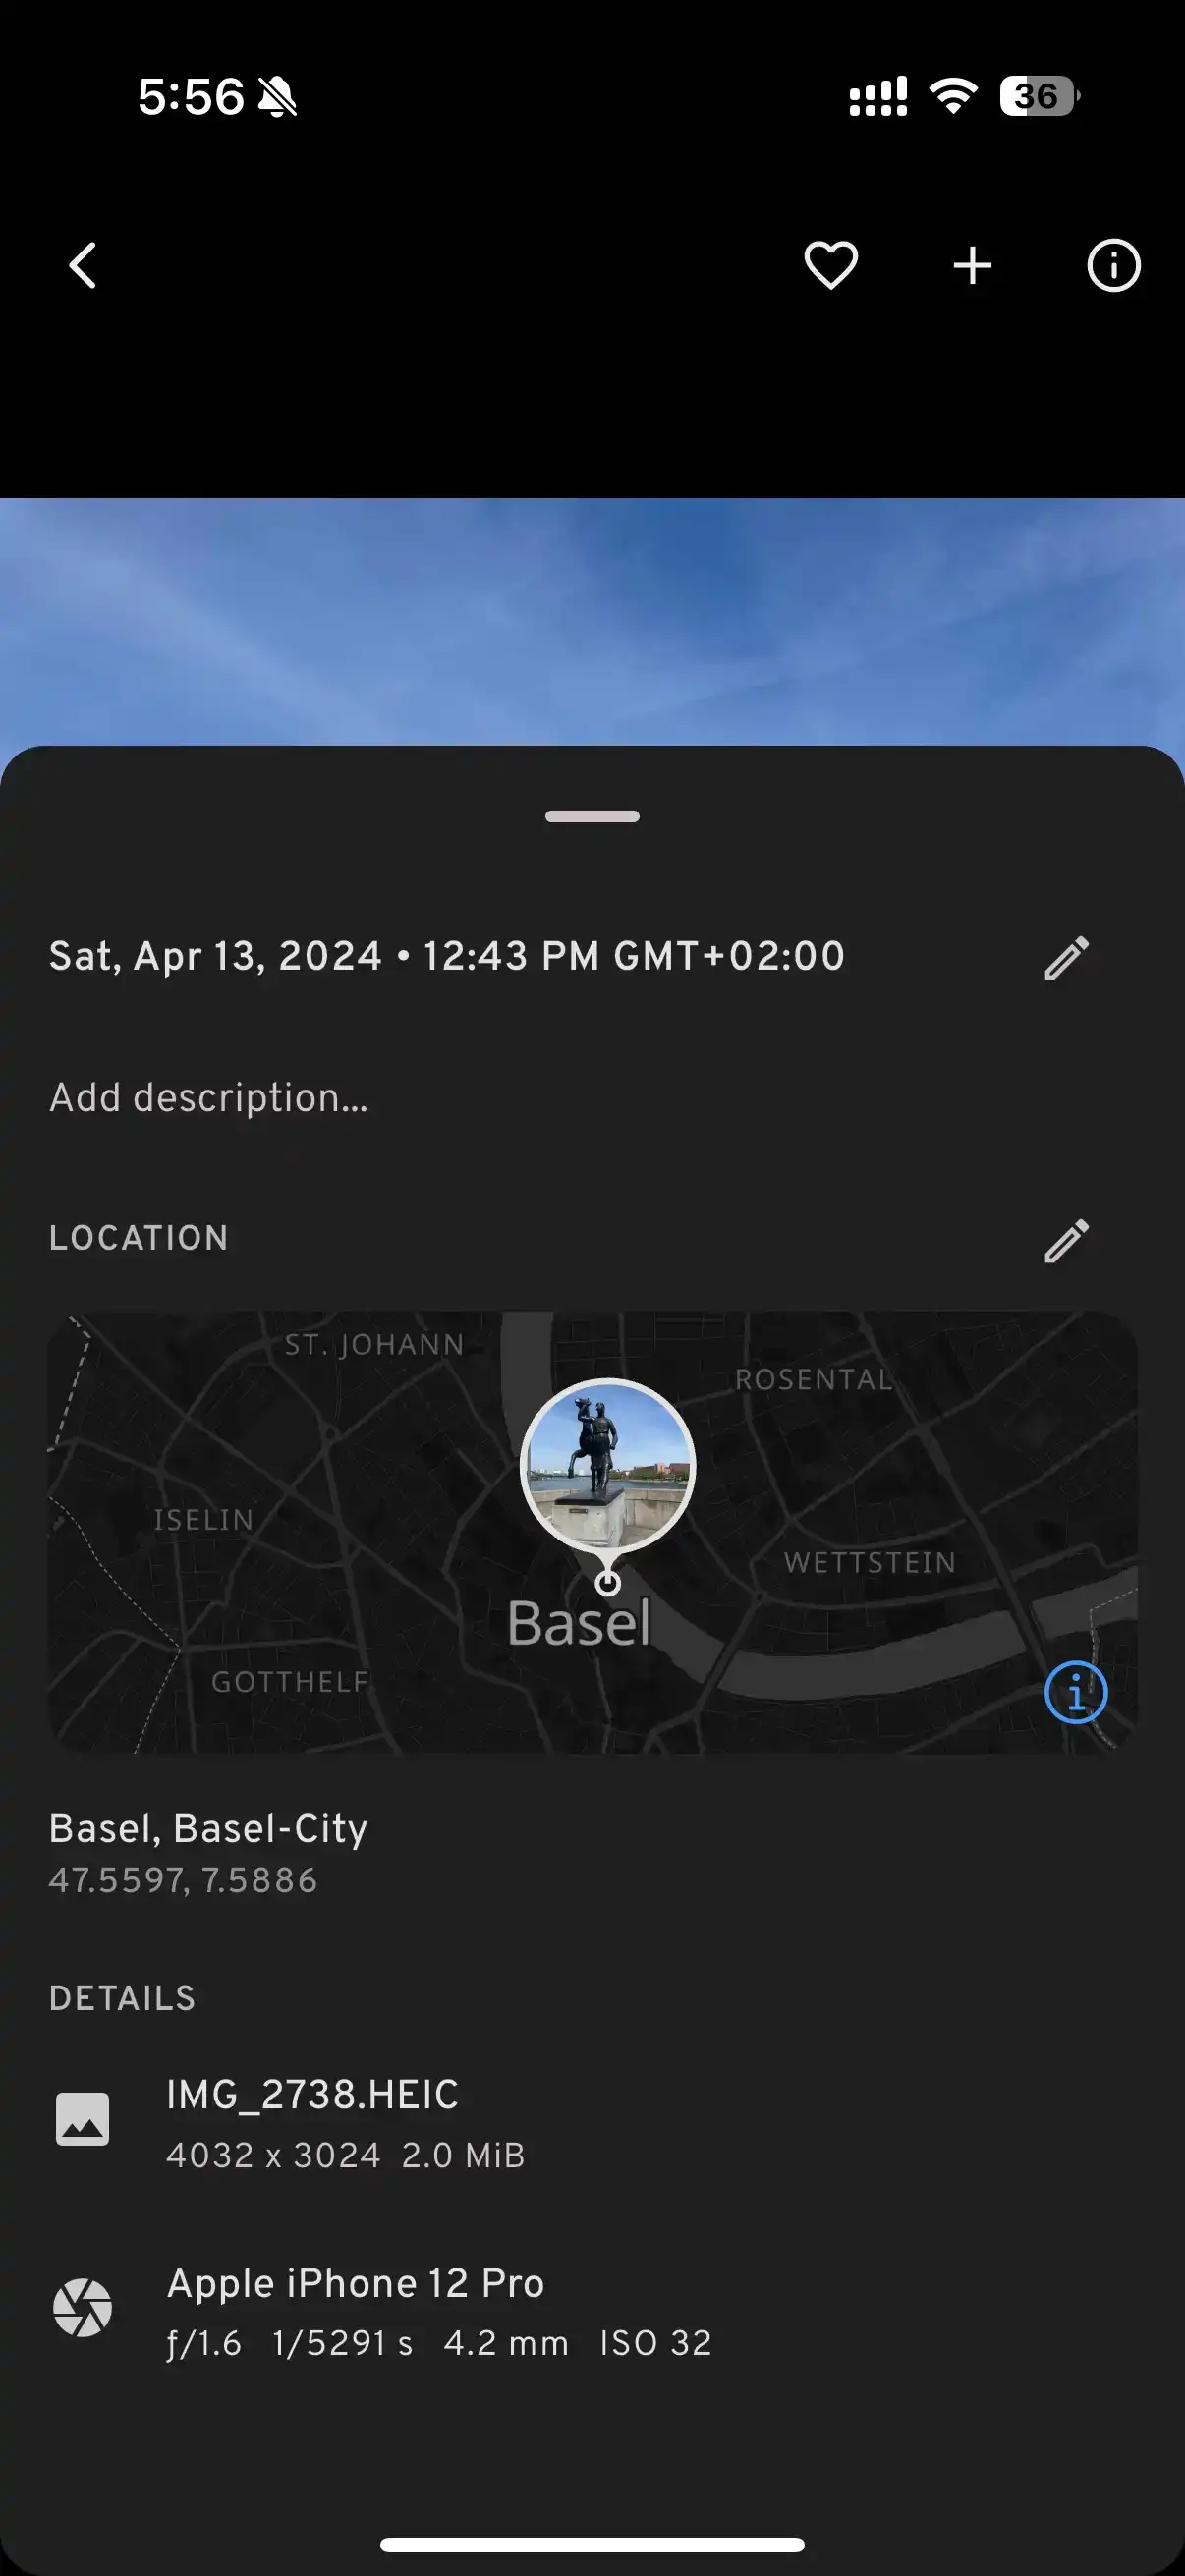 5:56
36
Sat, Apr 13, 2024 • 12:43 PM GMT+02:00
Add description...
LOCATION
ST. JOHANN
ROSENTAL
ISELIN
WETTSTEIN
Basel
GOTTHELF
Basel, Basel-City
47.5597, 7.5886
DETAILS
IMG_2738.HEIC
4032 x 3024 2.0 MiB
Apple iPhone 12 Pro
ƒ/1.6 1/5291 s 4.2 mm ISO 32